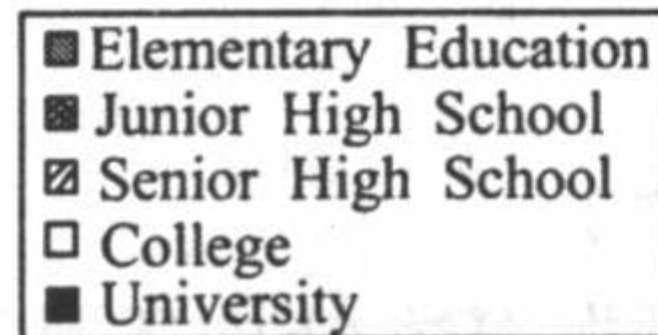 Elementary Education
Junior High School
Senior High School
College
University